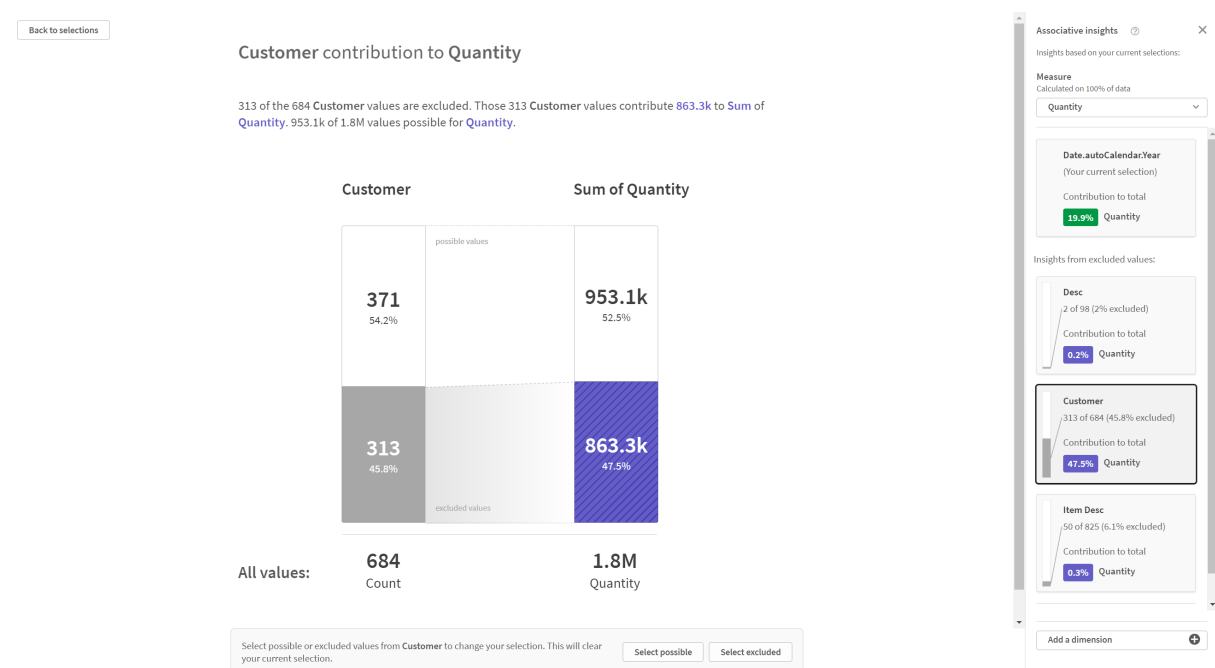 Back to selections
Customer contribution to Quantity
313 of the 684 Customer values are excluded. Those 313 Customer values contribute 863.3k to Sum of
Quantity. 953.1k of 1.8M values possible for Quantity.
Customer
Sum of Quantity
possible values
371
54.2%
953.1k
52.5%
313
45.8%
863.3k
47.5%
excluded values
All values:
684
Count
1.8M
Quantity
Select possible or excluded values from Customer to change your selection. This will clear
your current selection.
Select possible
Select excluded
Associative insights
Insights based on your current selections:
Measure
Calculated on 100% of data
Quantity
Date.autoCalendar.Year
(Your current selection)
Contribution to total
19.9% Quantity
Insights from excluded values:
Desc
2 of 98 (2% excluded)
Contribution to total
0.2% Quantity
Customer
313 of 684 (45.8% excluded)
Contribution to total
47.5% Quantity
Item Desc
50 of 825 (6.1% excluded)
Contribution to total
0.3% Quantity
Add a dimension